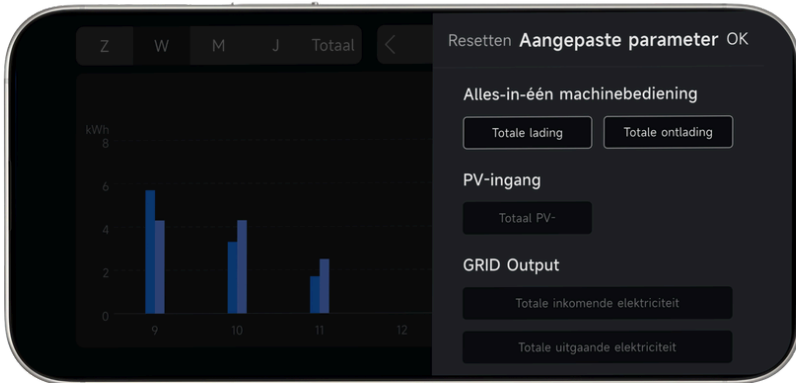 Z W M J Totaal
kWh
8
6
4
2
0
9 10 11 12
Resetten Aangepaste parameter OK
Alles-in-één machinebediening
Totale lading Totale ontlading
PV-ingang
Totaal PV-
GRID Output
Totale inkomende elektriciteit
Totale uitgaande elektriciteit